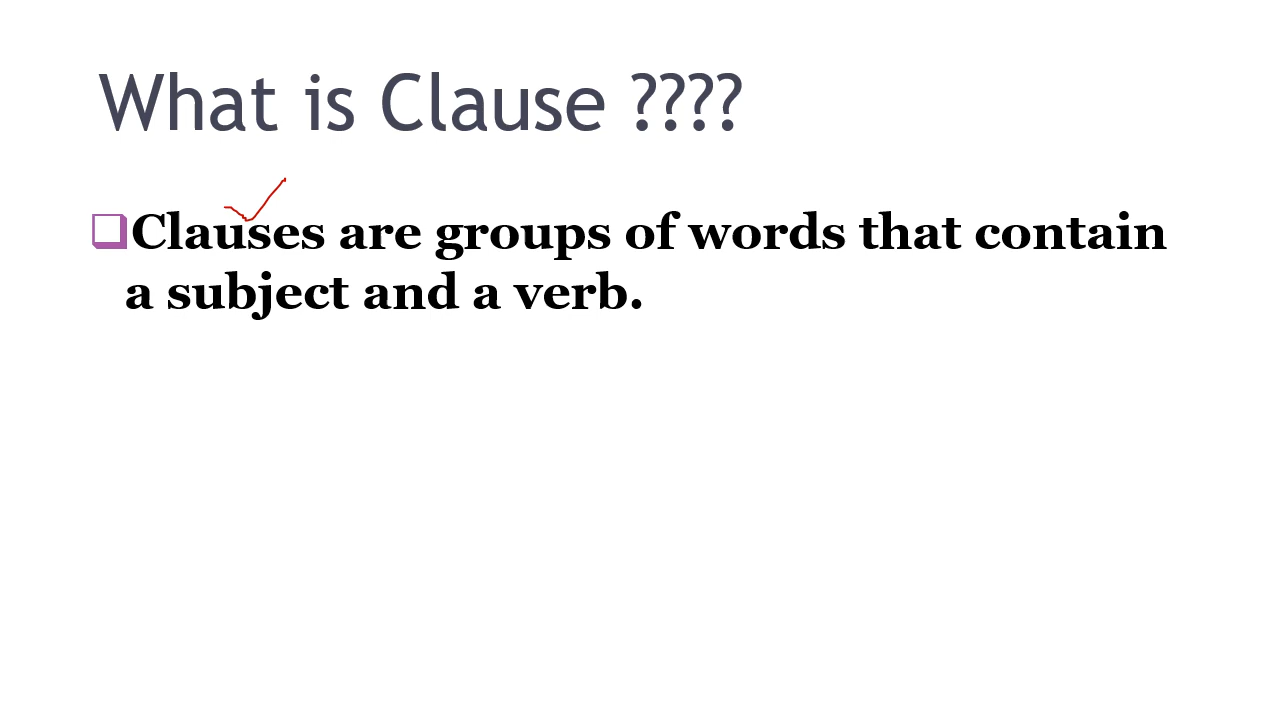 What is Clause ????
Clauses are groups of words that contain
a subject and a verb.